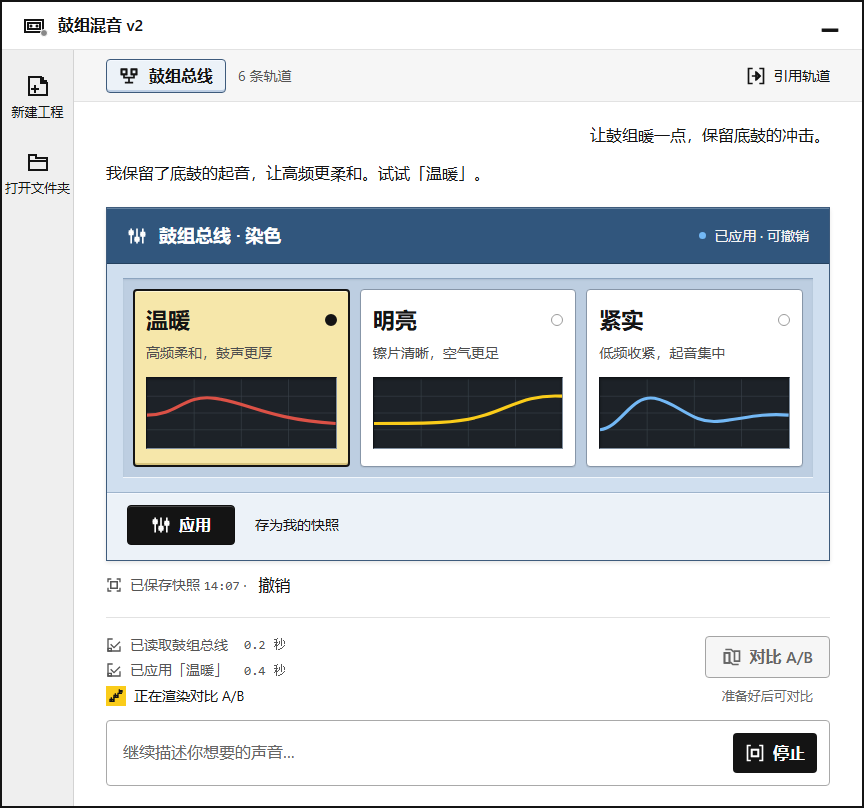 鼓组混音 v2
新建工程
打开文件夹
鼓组总线 6 条轨道 引用轨道
让鼓组暖一点，保留底鼓的冲击。
我保留了底鼓的起音，让高频更柔和。试试「温暖」。
鼓组总线 · 染色 已应用 · 可撤销
温暖
高频柔和，鼓声更厚
明亮
镲片清晰，空气更足
紧实
低频收紧，起音集中
应用 存为我的快照
已保存快照 14:07 · 撤销
已读取鼓组总线 0.2 秒
已应用「温暖」 0.4 秒
正在渲染对比 A/B
对比 A/B
准备好后可对比
继续描述你想要的声音...
停止